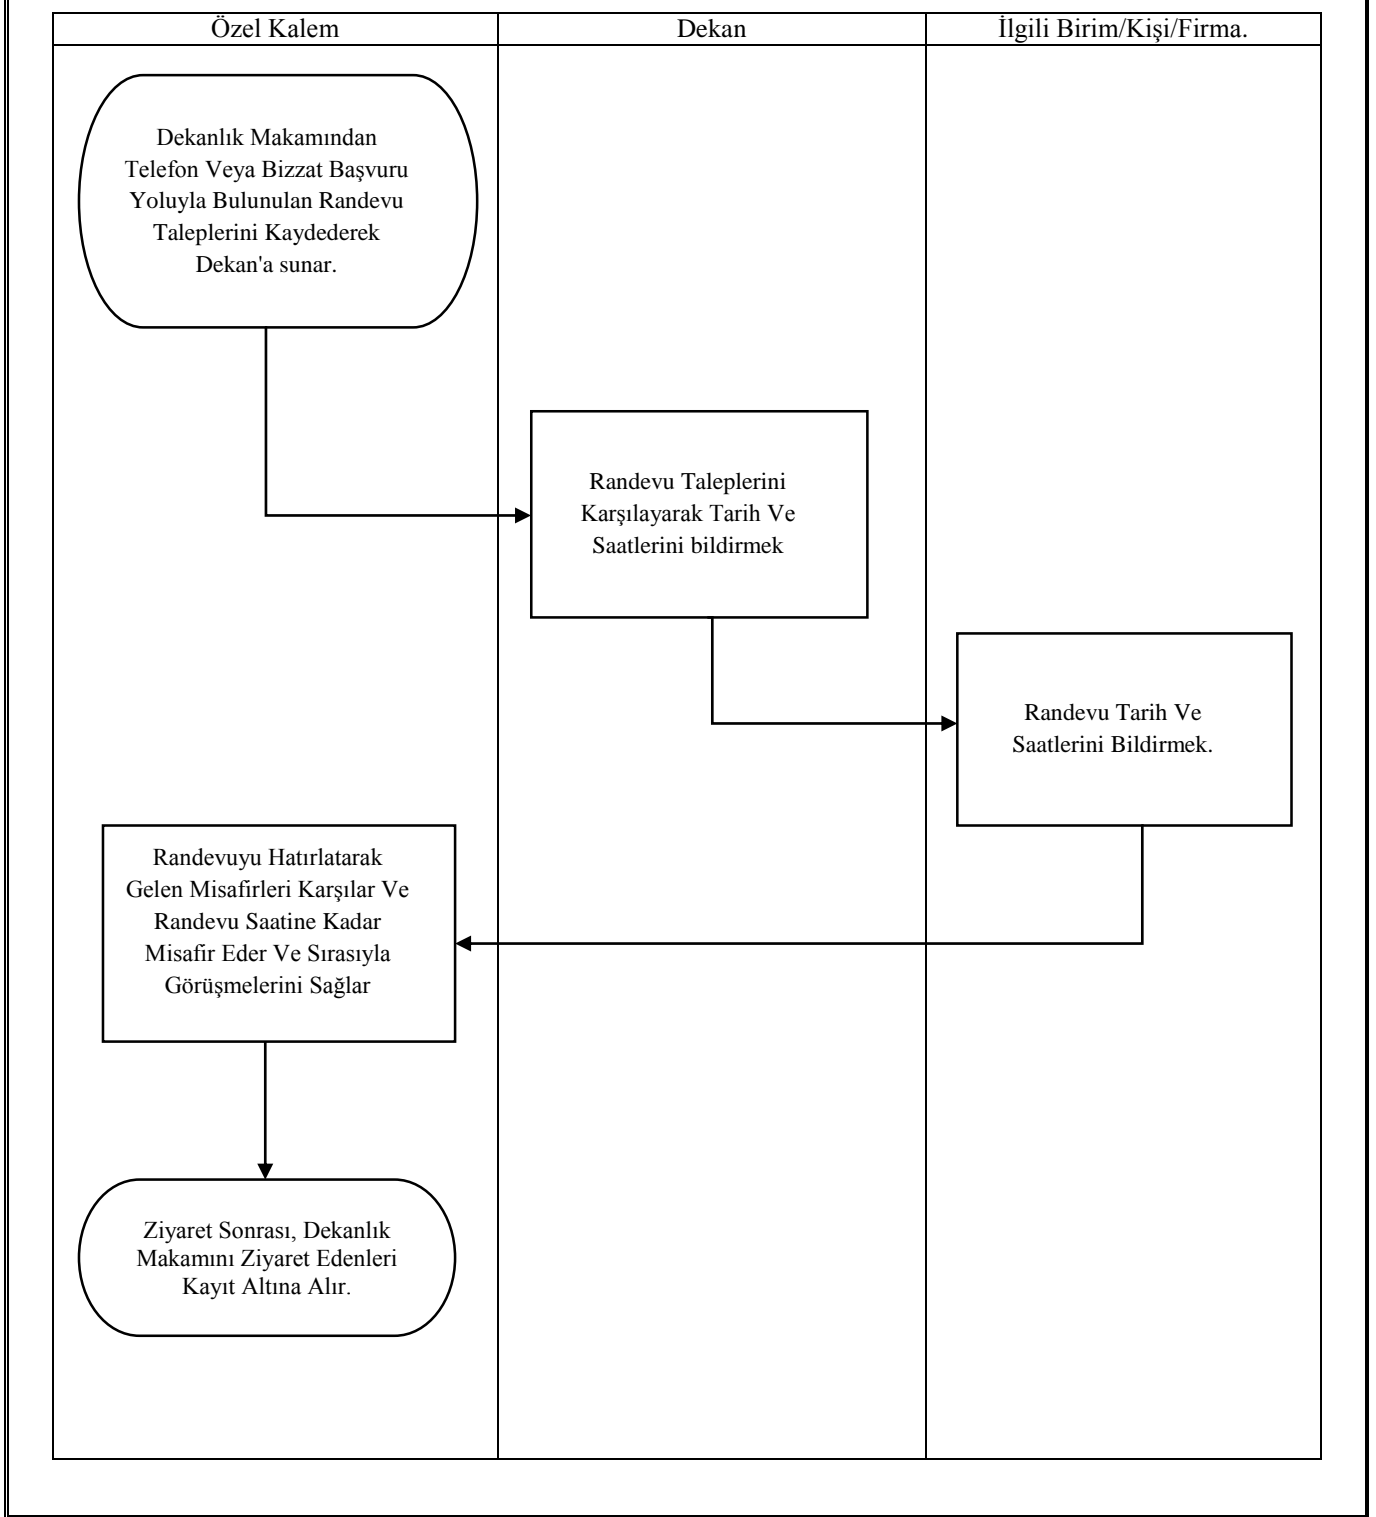 Özel Kalem
Dekan
İlgili Birim/Kişi/Firma.
Dekanlık Makamından
Telefon Veya Bizzat Başvuru
Yoluyla Bulunulan Randevu
Taleplerini Kaydederek
Dekan'a sunar.
Randevu Taleplerini
Karşılayarak Tarih Ve
Saatlerini bildirmek
Randevu Tarih Ve
Saatlerini Bildirmek.
Randevuyu Hatırlatarak
Gelen Misafirleri Karşılar Ve
Randevu Saatine Kadar
Misafir Eder Ve Sırasıyla
Görüşmelerini Sağlar
Ziyaret Sonrası, Dekanlık
Makamını Ziyaret Edenleri
Kayıt Altına Alır.